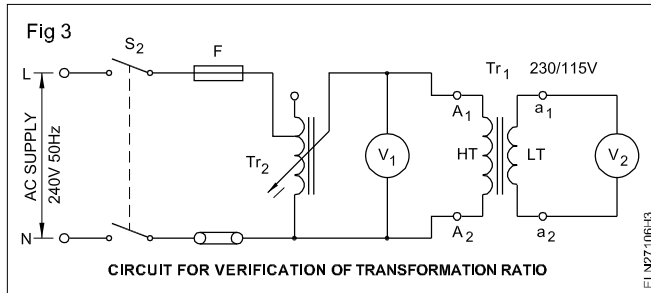 Fig 3
S2
F
L
AC SUPPLY
240V 50Hz
N
Tr2
V1
A1
A2
HT
Tr1 230/115V
LT
a1
a2
V2
CIRCUIT FOR VERIFICATION OF TRANSFORMATION RATIO
ELN27106H3